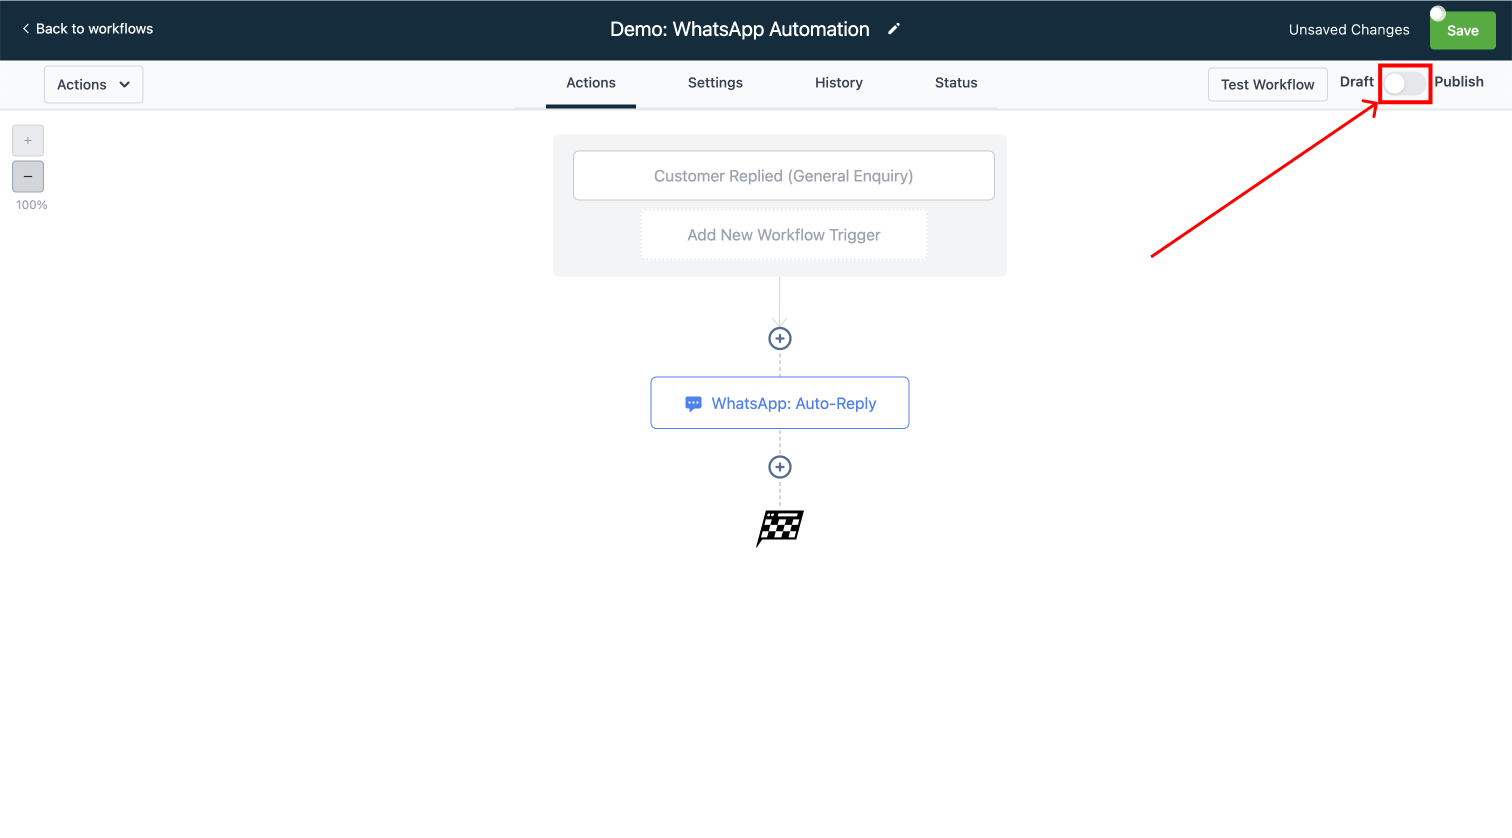 Back to workflows
Demo: WhatsApp Automation
Unsaved Changes
Save
Actions
Actions
Settings
History
Status
Test Workflow
Draft
Publish
+
−
100%
Customer Replied (General Enquiry)
Add New Workflow Trigger
WhatsApp: Auto-Reply